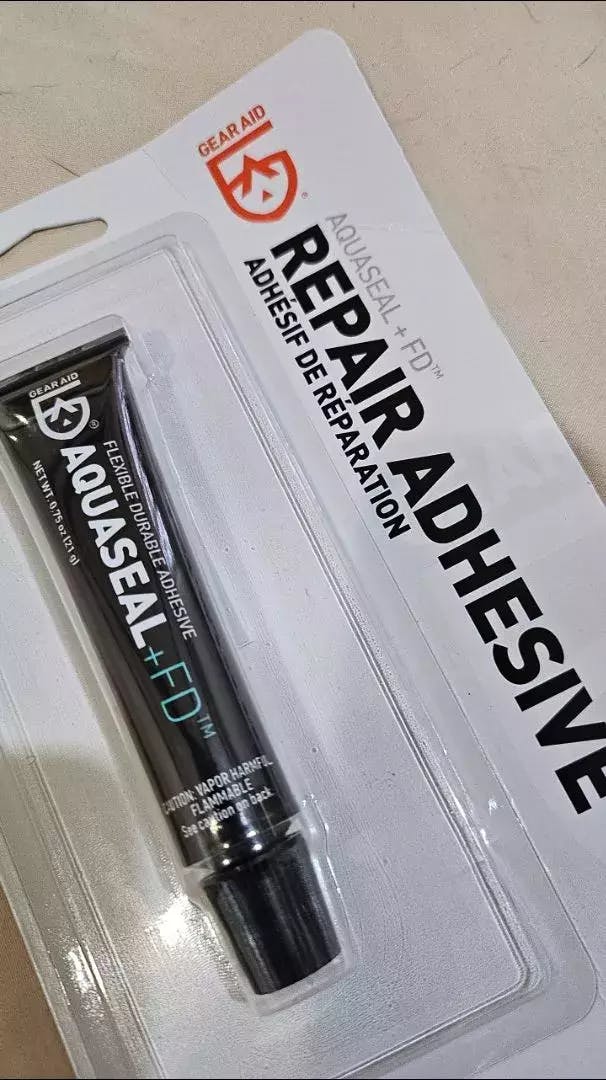 GEAR AID
AQUASEAL + FD™
REPAIR ADHESIVE
ADHÉSIF DE RÉPARATION
GEAR AID
FLEXIBLE DURABLE ADHESIVE
AQUASEAL+FD™
NET WT. 0.75 oz (21 g)
CAUTION: VAPOR HARMFUL
FLAMMABLE
See caution on back.